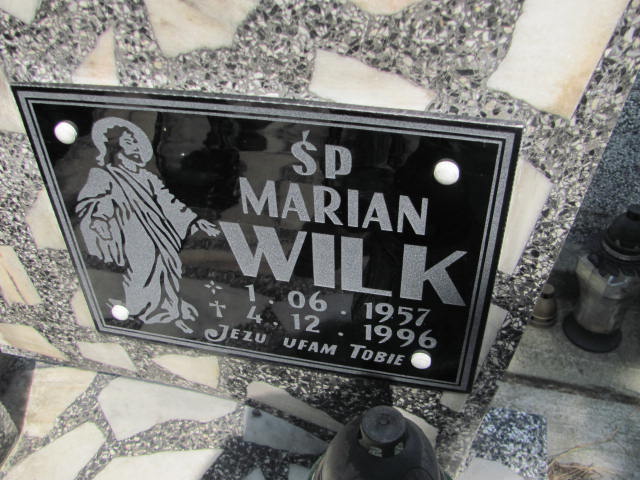 ŚP
MARIAN
WILK
1.06.1957
4.12.1996
JEZU UFAM TOBIE